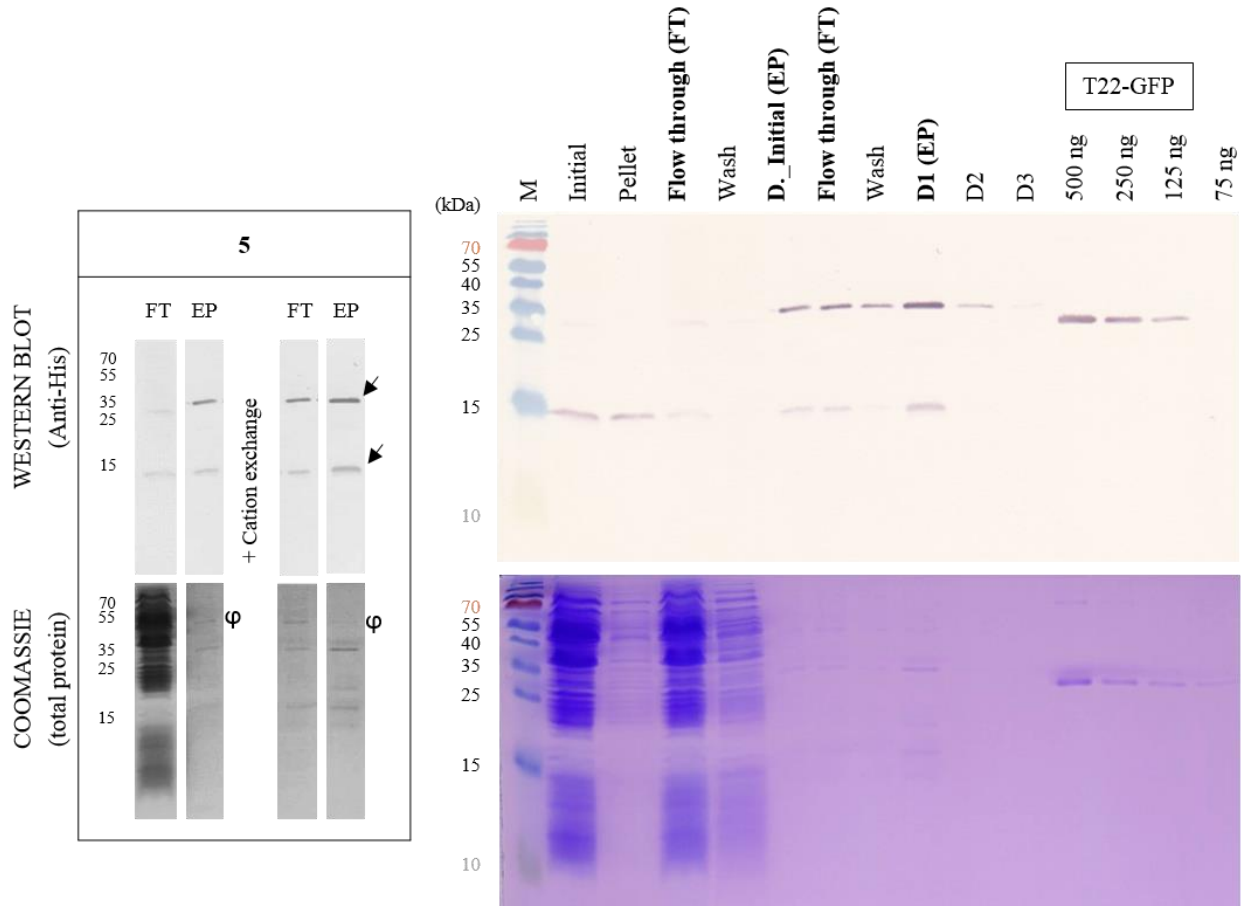 5
FT EP FT EP
WESTERN BLOT
(Anti-His)
70
55
35
25
15
+ Cation exchange
COOMASSIE
(total protein)
70
55
35
25
15
φ
φ
(kDa)
M
Initial
Pellet
Flow through (FT)
Wash
D._Initial (EP)
Flow through (FT)
Wash
D1 (EP)
D2
D3
T22-GFP
500 ng
250 ng
125 ng
75 ng
70
55
40
35
25
15
10
70
55
40
35
25
15
10